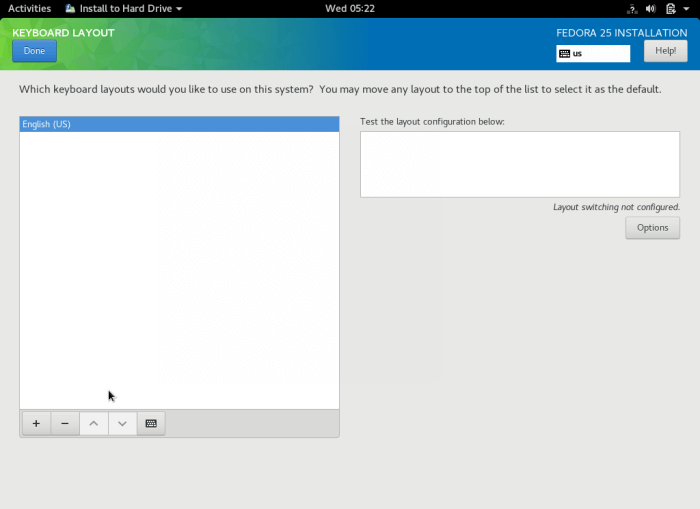 Activities Install to Hard Drive Wed 05:22
KEYBOARD LAYOUT FEDORA 25 INSTALLATION
Done us Help!
Which keyboard layouts would you like to use on this system? You may move any layout to the top of the list to select it as the default.
English (US)
Test the layout configuration below:
Layout switching not configured.
Options